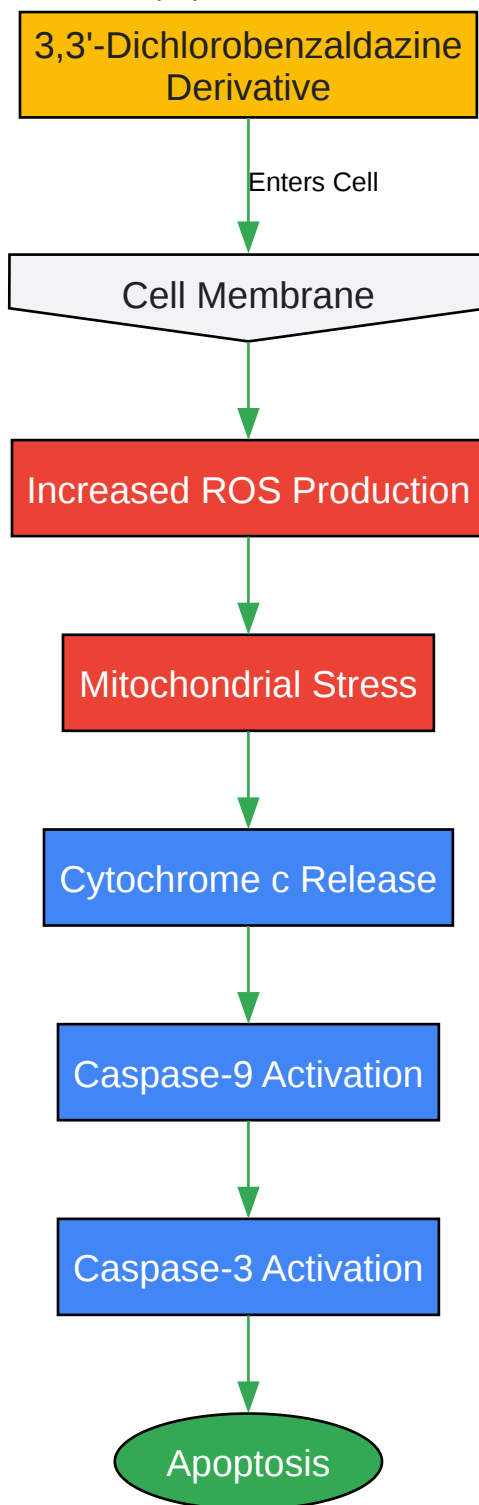 3,3'-Dichlorobenzaldazine
Derivative
Enters Cell
Cell Membrane
Increased ROS Production
Mitochondrial Stress
Cytochrome c Release
Caspase-9 Activation
Caspase-3 Activation
Apoptosis